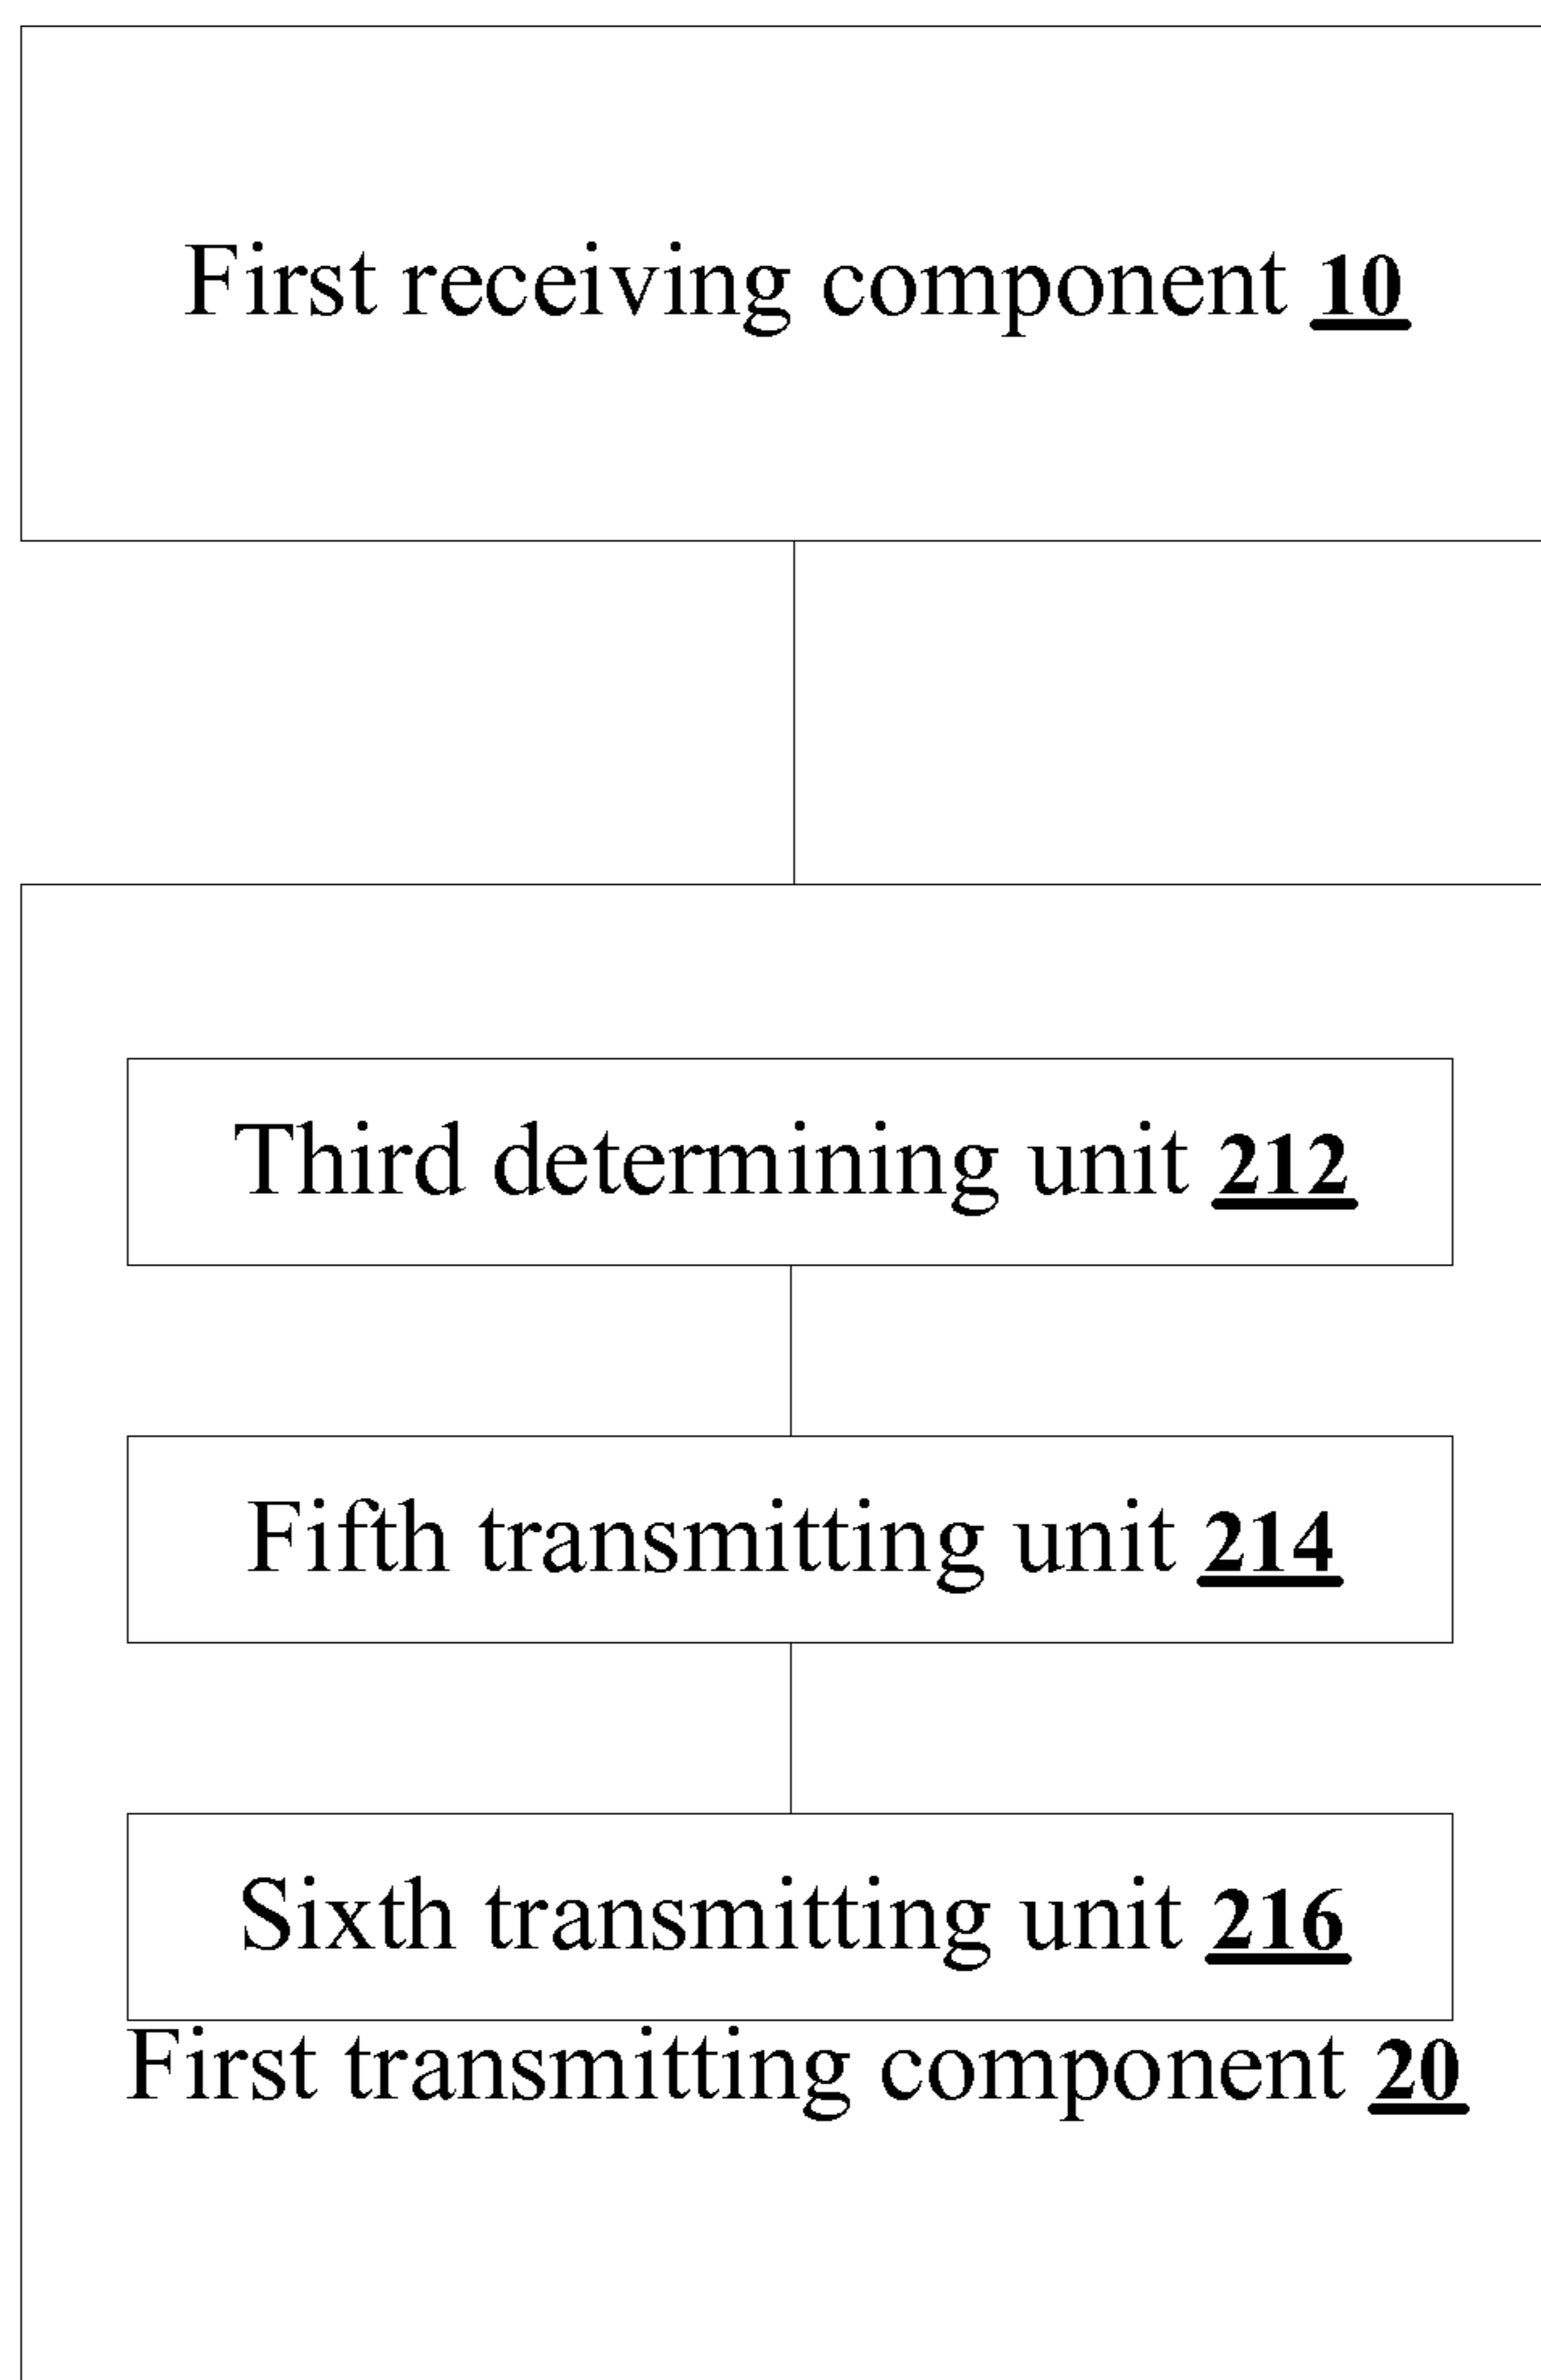 First receiving component 10
Third determining unit 212
Fifth transmitting unit 214
Sixth transmitting unit 216
First transmitting component 20